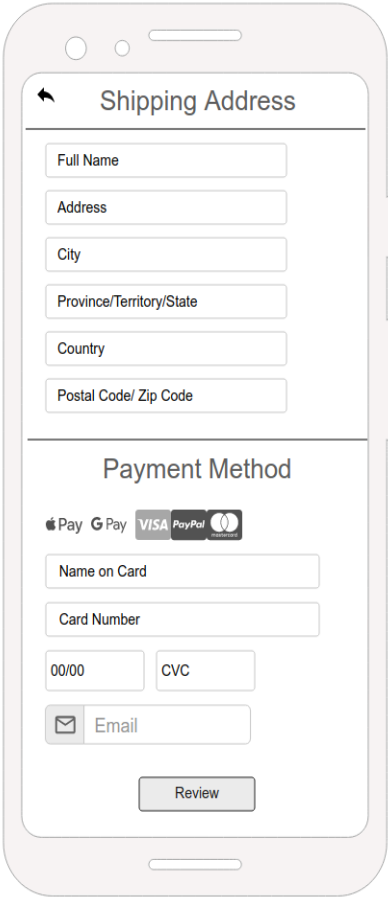 Shipping Address
Full Name
Address
City
Province/Territory/State
Country
Postal Code/ Zip Code
Payment Method
Pay G Pay VISA PayPal mastercard
Name on Card
Card Number
00/00 CVC
Email
Review